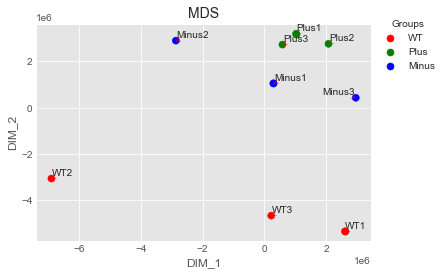 MDS
1e6
Groups
WT
Plus
Minus
Plus1
Minus2
Plus3
Plus2
Minus1
Minus3
WT2
WT3
WT1
2
0
−2
−4
DIM_2
−6
−4
−2
0
2
1e6
DIM_1